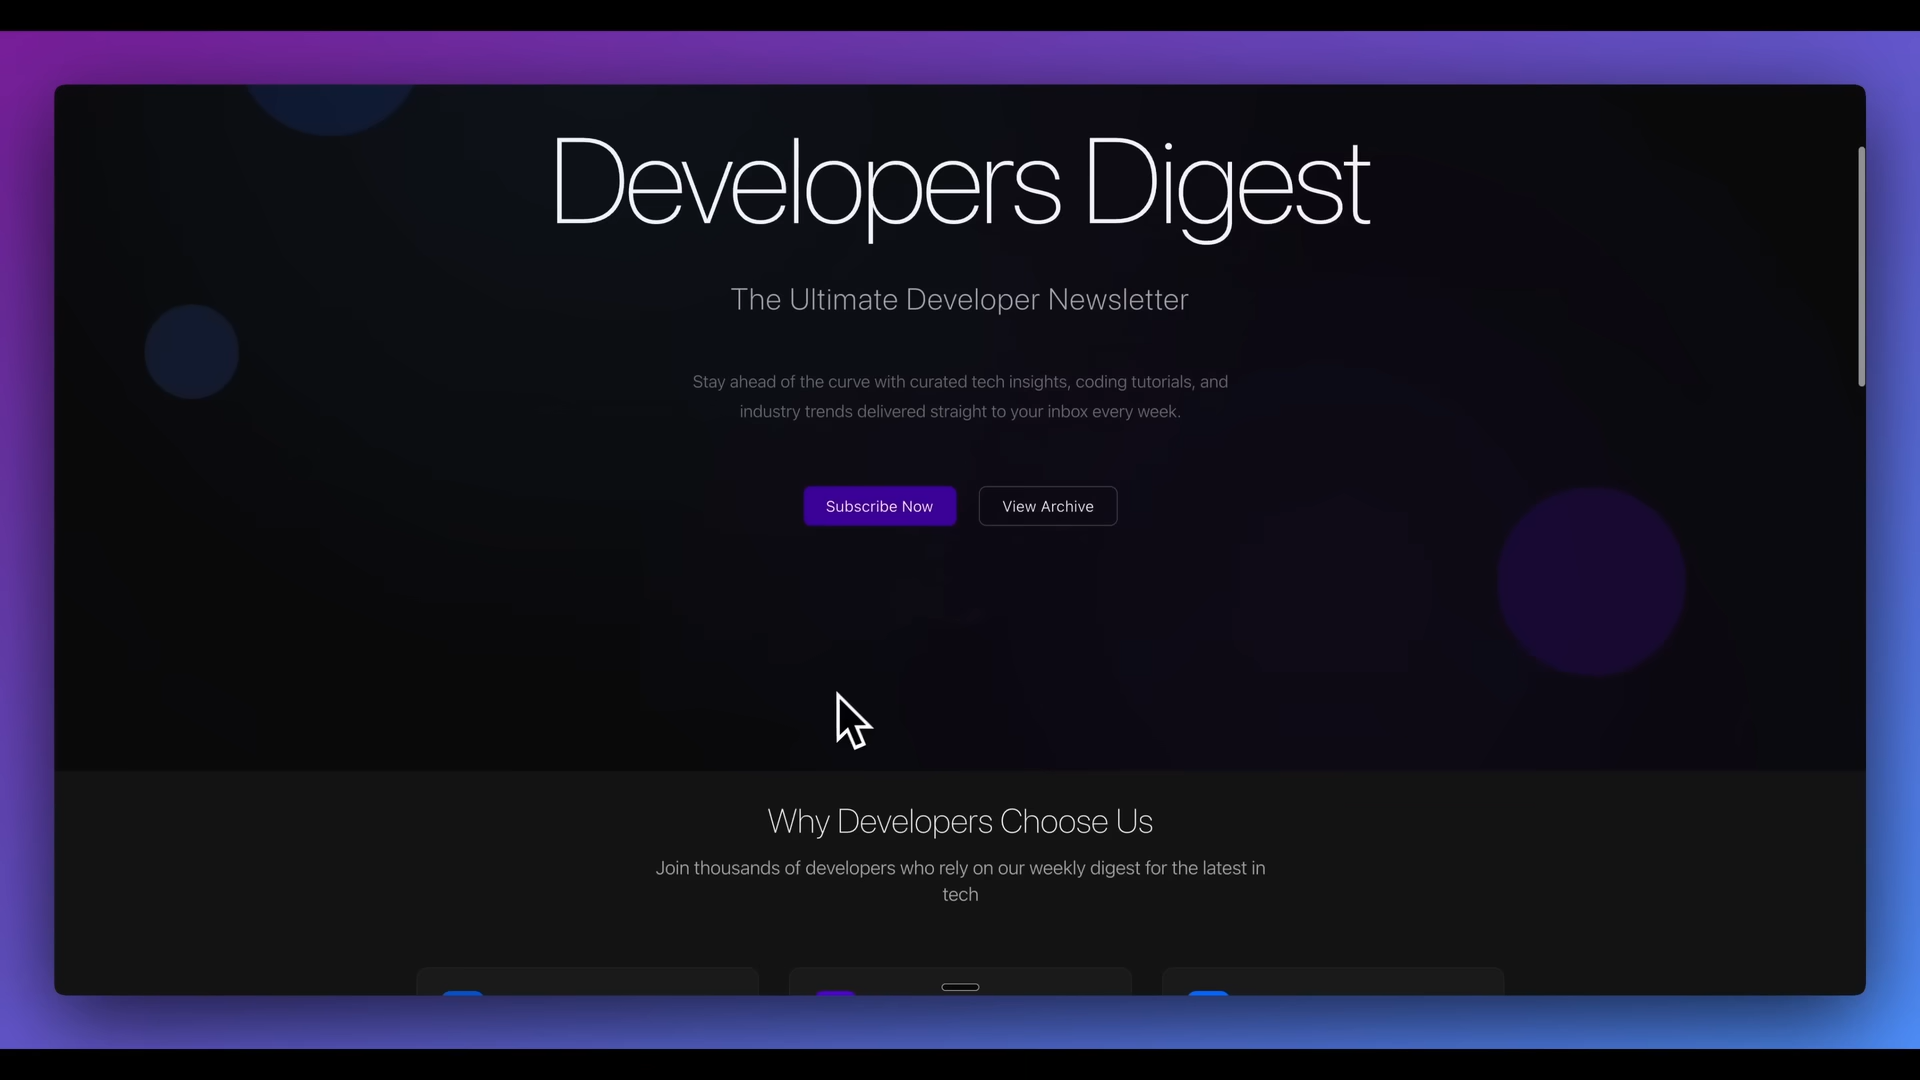 Developers Digest
The Ultimate Developer Newsletter
Stay ahead of the curve with curated tech insights, coding tutorials, and
industry trends delivered straight to your inbox every week.
Subscribe Now
View Archive
Why Developers Choose Us
Join thousands of developers who rely on our weekly digest for the latest in
tech